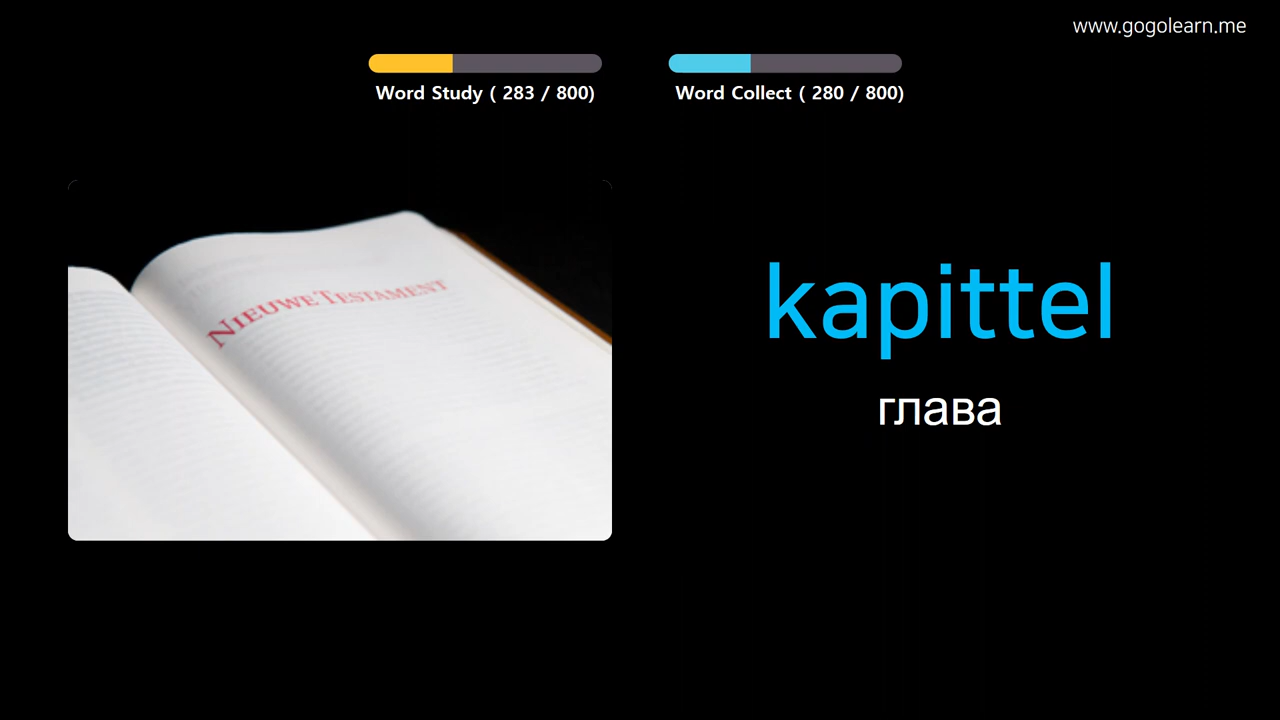 www.gogolearn.me
Word Study ( 283 / 800)
Word Collect ( 280 / 800)
NIEUWE TESTAMENT
kapittel
глава